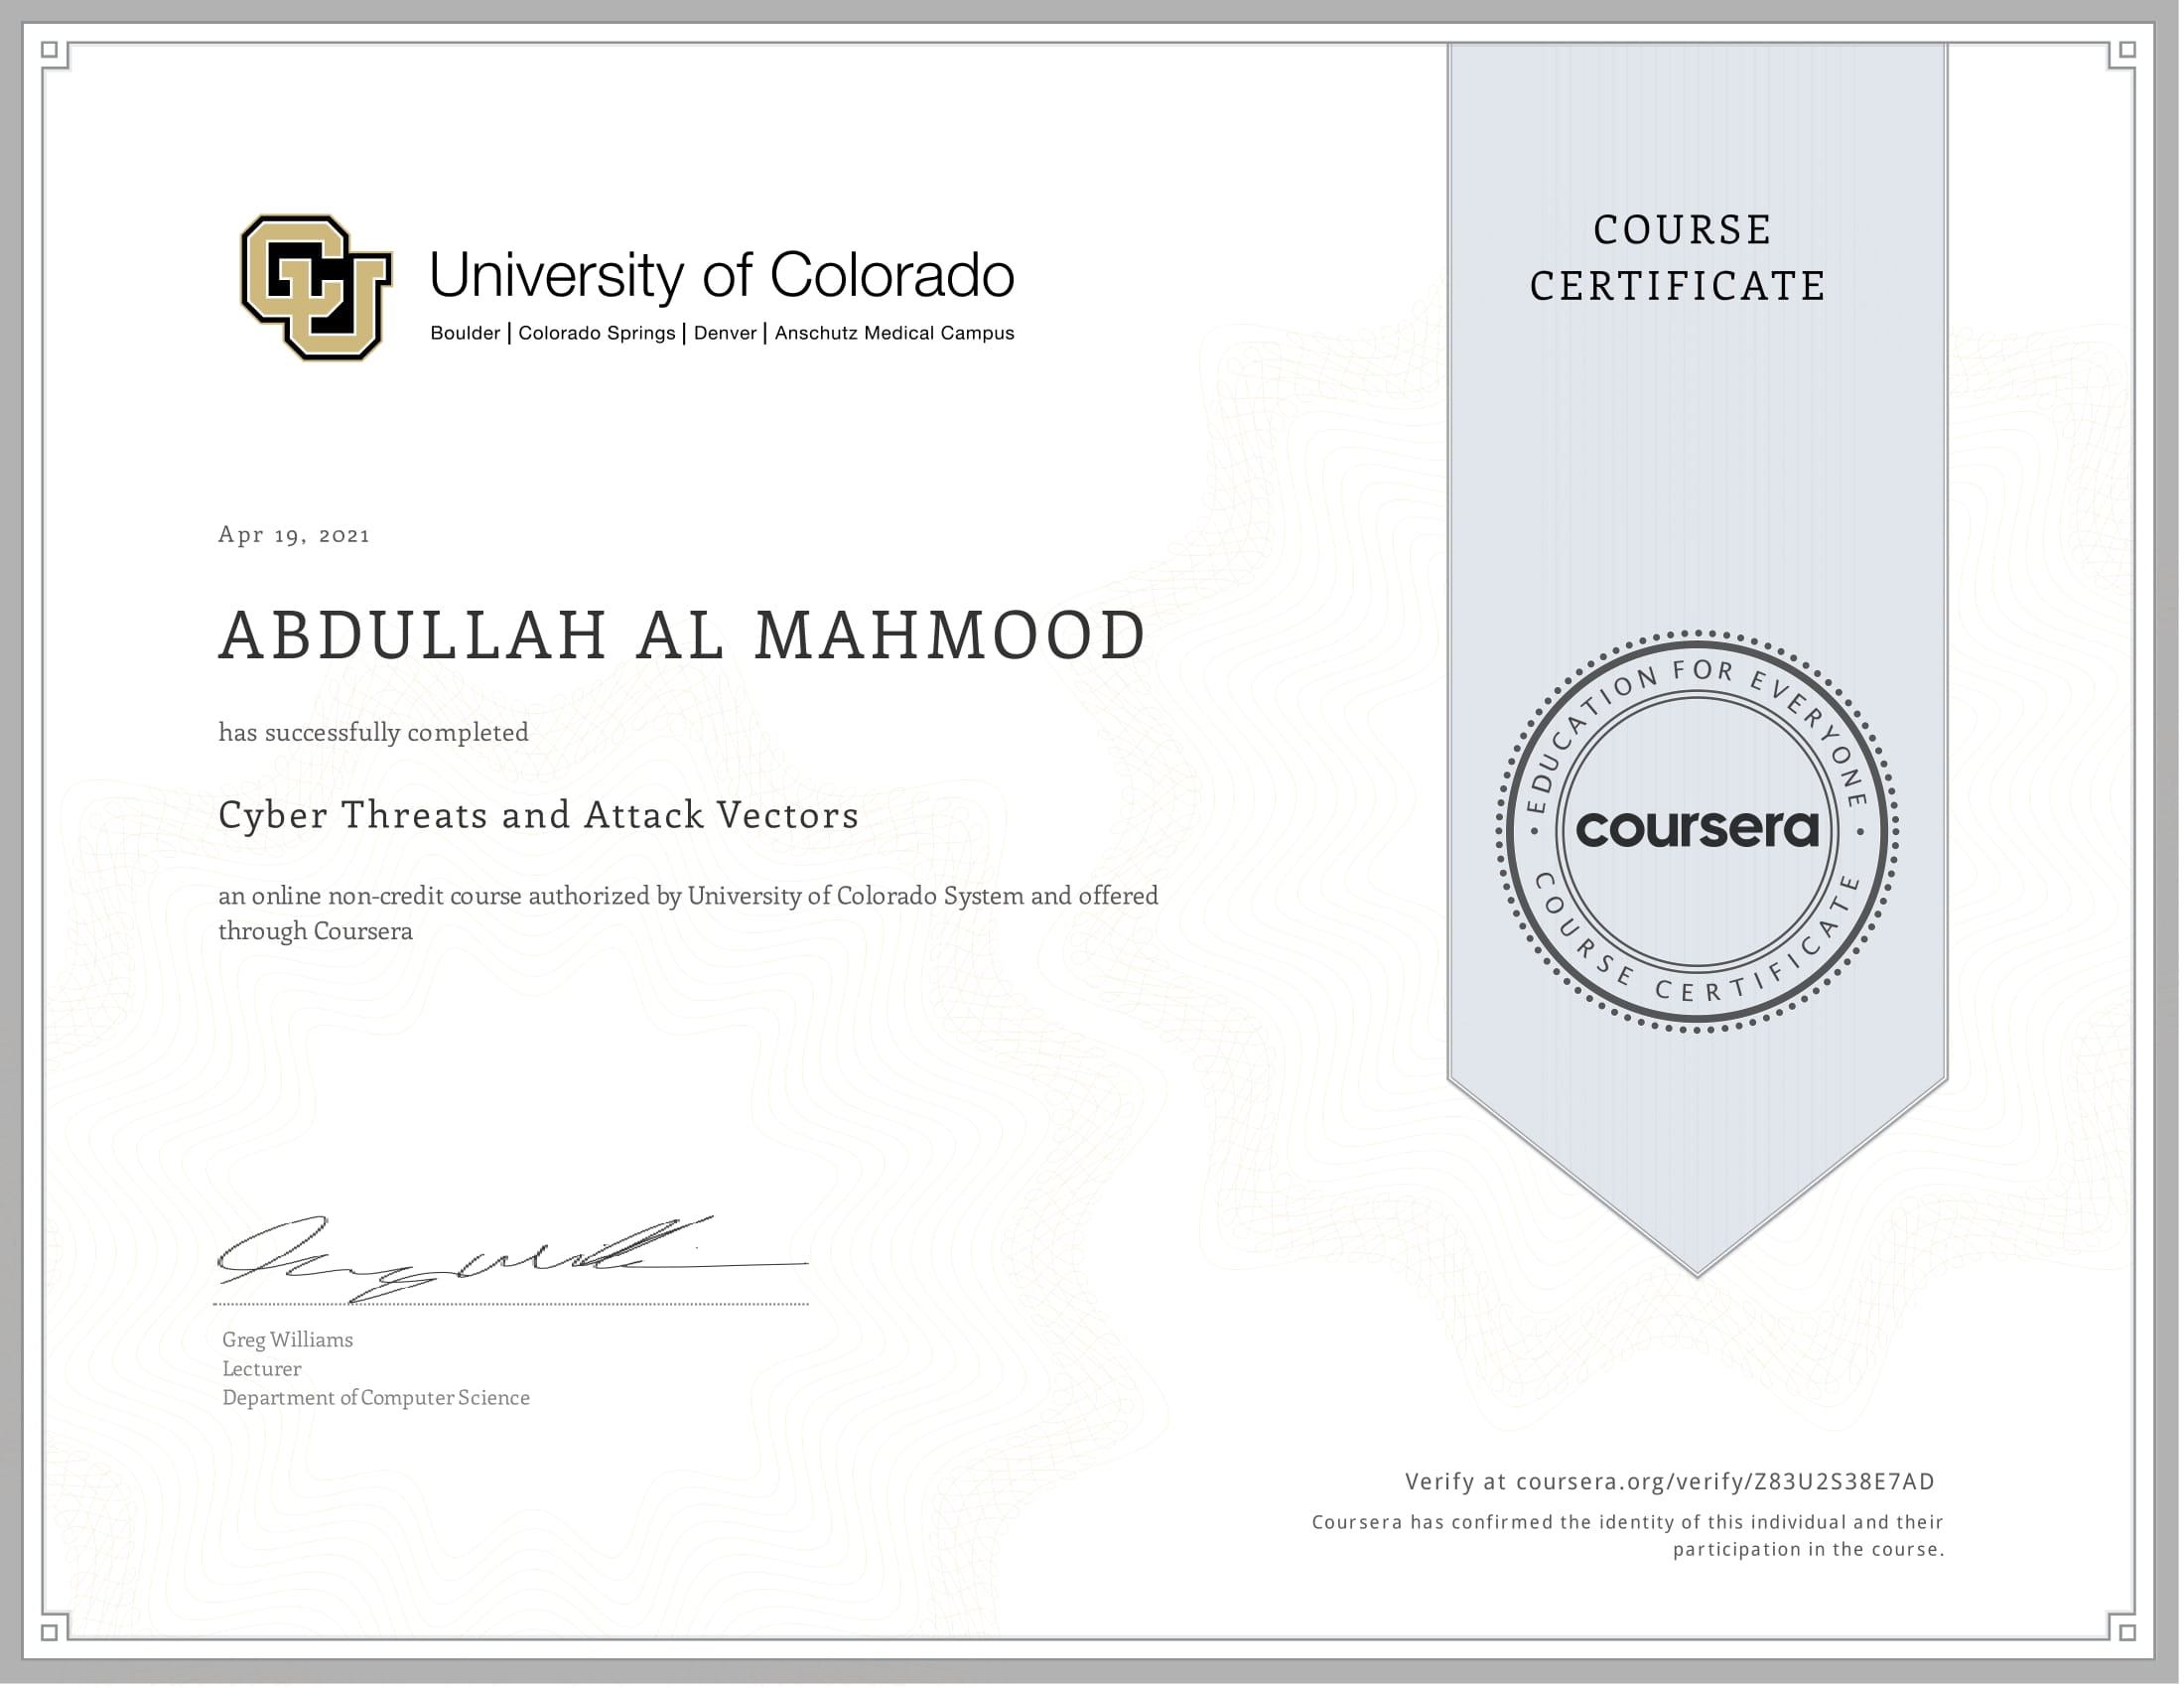 University of Colorado
Boulder | Colorado Springs | Denver | Anschutz Medical Campus
COURSE
CERTIFICATE
Apr 19, 2021
ABDULLAH AL MAHMOOD
has successfully completed
Cyber Threats and Attack Vectors
an online non-credit course authorized by University of Colorado System and offered
through Coursera
EDUCATION FOR EVERYONE
coursera
COURSE CERTIFICATE
Greg Williams
Lecturer
Department of Computer Science
Verify at coursera.org/verify/Z83U2S38E7AD
Coursera has confirmed the identity of this individual and their
participation in the course.